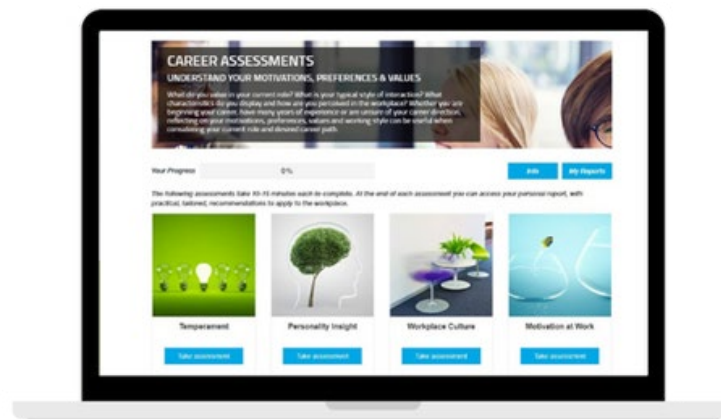 CAREER ASSESSMENTS
UNDERSTAND YOUR MOTIVATIONS, PREFERENCES & VALUES
What do you value in your current role? What is your typical style of interaction? What
characteristics do you display and how are you perceived in the workplace? Whether you are
beginning your career, have many years of experience or are unsure of your career direction,
reflecting on your motivations, preferences, values and working style can be useful when
considering your current role and desired career path.
Your Progress 0% Info My Reports
The following assessments take 10-15 minutes each to complete. At the end of each assessment you can access your personal report, with
practical, tailored, recommendations to apply to the workplace.
Temperament Personality Insight Workplace Culture Motivation at Work
Take assessment Take assessment Take assessment Take assessment